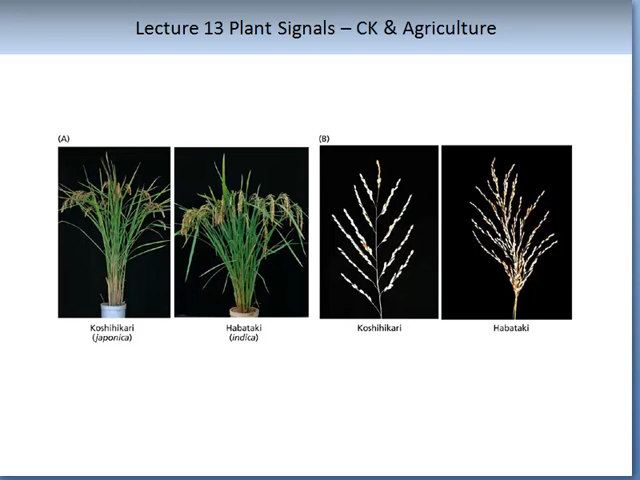 Lecture 13 Plant Signals – CK & Agriculture
(A)
(B)
Koshihikari
(japonica)
Habataki
(indica)
Koshihikari
Habataki